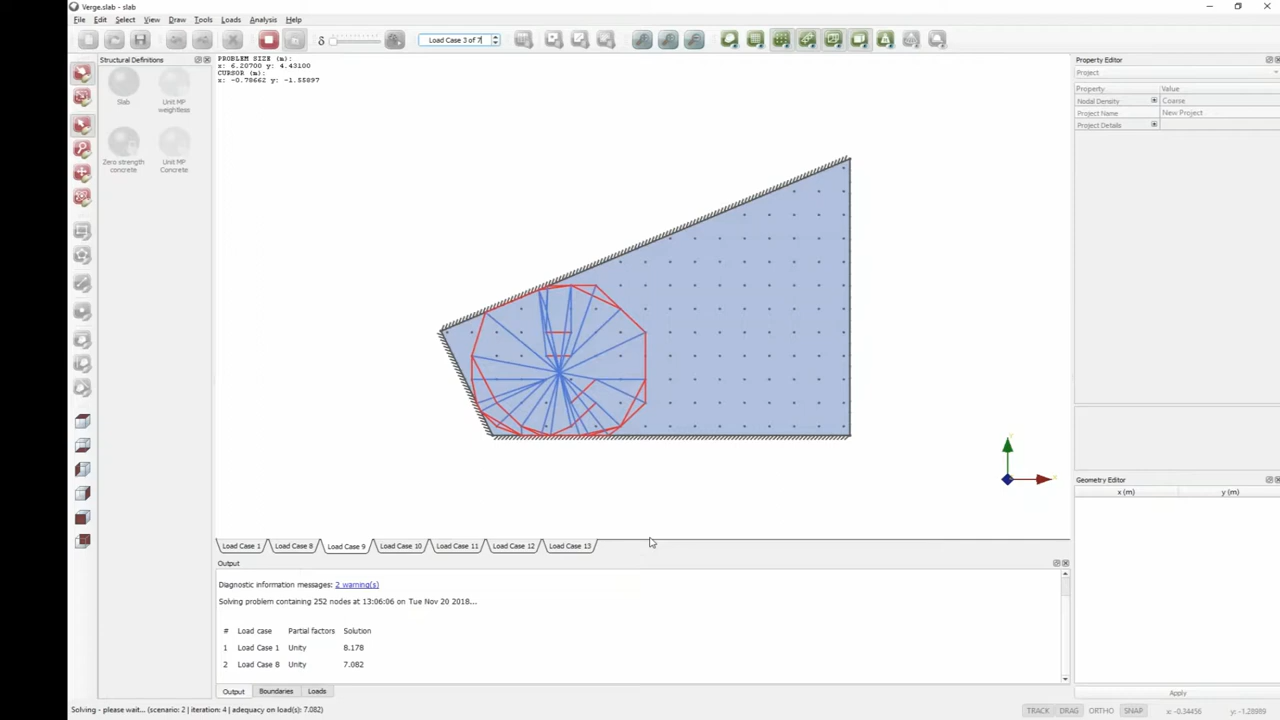 Verge.slab - slab
File Edit Select View Draw Tools Loads Analysis Help
δ Load Case 3 of 7
Structural Definitions
Slab Unit MP weightless
Zero strength concrete Unit MP Concrete
PROBLEM SIZE (m):
x: 6.20700 y: 4.43100
CURSOR (m):
x: -0.78662 y: -1.55897
Load Case 1 Load Case 8 Load Case 9 Load Case 10 Load Case 11 Load Case 12 Load Case 13
Output
Diagnostic information messages: 2 warning(s)
Solving problem containing 252 nodes at 13:06:06 on Tue Nov 20 2018...
# Load case Partial factors Solution
1 Load Case 1 Unity 8.178
2 Load Case 8 Unity 7.082
Output Boundaries Loads
Property Editor
Project
Property Value
Nodal Density Coarse
Project Name New Project
Project Details
Geometry Editor
x (m) y (m)
Apply
Solving - please wait... (scenario: 2 | iteration: 4 | adequacy on load(s): 7.082)
TRACK DRAG ORTHO SNAP x: -0.34456 y: -1.28989